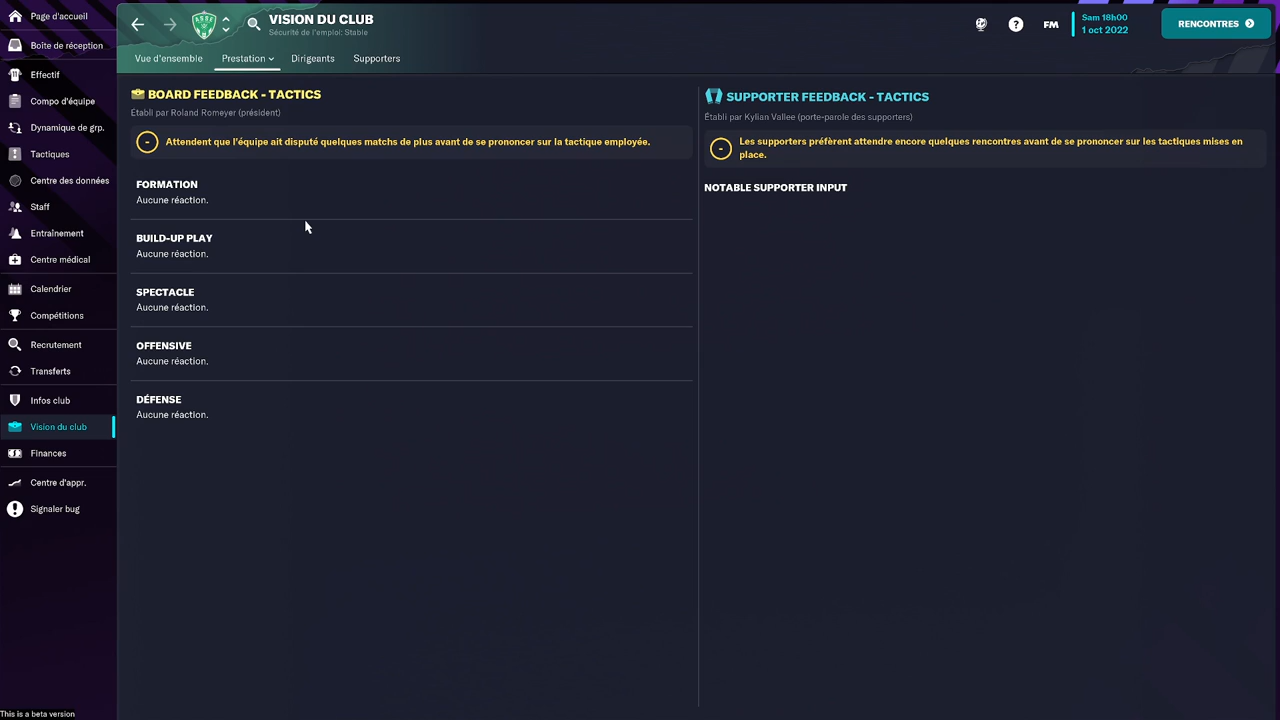 Page d'accueil
Boîte de réception
Effectif
Compo d'équipe
Dynamique de grp.
Tactiques
Centre des données
Staff
Entraînement
Centre médical
Calendrier
Compétitions
Recrutement
Transferts
Infos club
Vision du club
Finances
Centre d'appr.
Signaler bug
This is a beta version
ASSE
VISION DU CLUB
Sécurité de l'emploi: Stable
?
FM
Sam 18h00
1 oct 2022
RENCONTRES
Vue d'ensemble
Prestation
Dirigeants
Supporters
BOARD FEEDBACK - TACTICS
Établi par Roland Romeyer (président)
- Attendent que l'équipe ait disputé quelques matchs de plus avant de se prononcer sur la tactique employée.
FORMATION
Aucune réaction.
BUILD-UP PLAY
Aucune réaction.
SPECTACLE
Aucune réaction.
OFFENSIVE
Aucune réaction.
DÉFENSE
Aucune réaction.
SUPPORTER FEEDBACK - TACTICS
Établi par Kylian Vallee (porte-parole des supporters)
- Les supporters préfèrent attendre encore quelques rencontres avant de se prononcer sur les tactiques mises en
place.
NOTABLE SUPPORTER INPUT